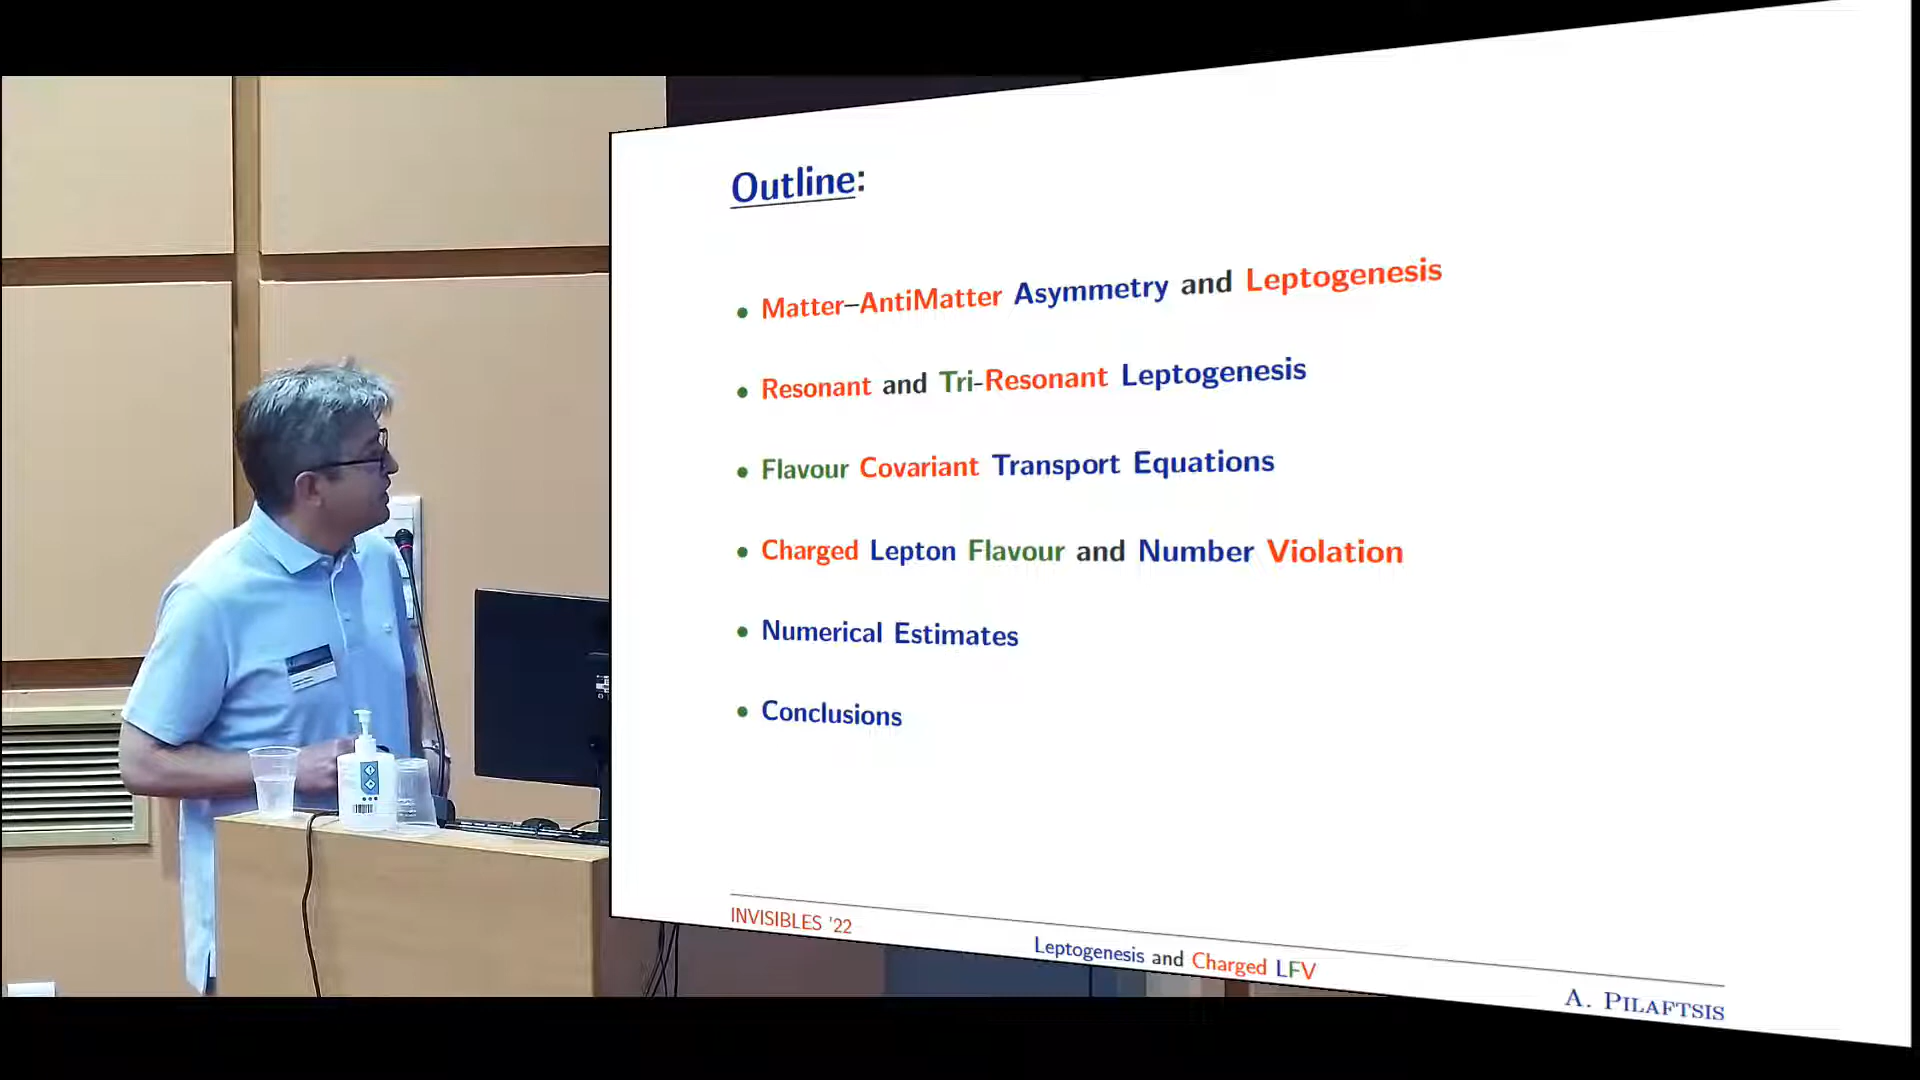 Outline:
• Matter–AntiMatter Asymmetry and Leptogenesis
• Resonant and Tri-Resonant Leptogenesis
• Flavour Covariant Transport Equations
• Charged Lepton Flavour and Number Violation
• Numerical Estimates
• Conclusions
INVISIBLES '22
Leptogenesis and Charged LFV
A. PILAFTSIS